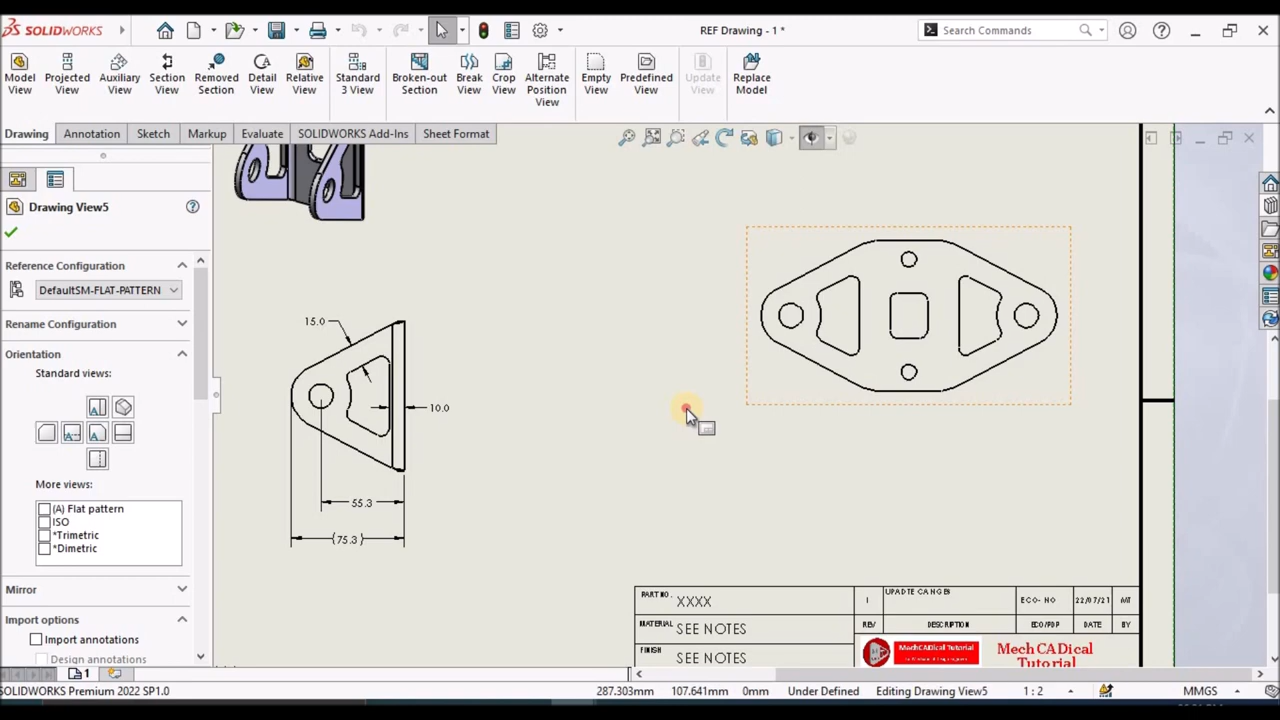 SOLIDWORKS
REF Drawing - 1 *
Search Commands
Model View
Projected View
Auxiliary View
Section View
Removed Section
Detail View
Relative View
Standard 3 View
Broken-out Section
Break View
Crop View
Alternate Position View
Empty View
Predefined View
Update View
Replace Model
Drawing
Annotation
Sketch
Markup
Evaluate
SOLIDWORKS Add-Ins
Sheet Format
Drawing View5
Reference Configuration
DefaultSM-FLAT-PATTERN
Rename Configuration
Orientation
Standard views:
More views:
(A) Flat pattern
ISO
*Trimetric
*Dimetric
Mirror
Import options
Import annotations
Design annotations
15.0
10.0
55.3
(75.3)
PART NO. XXXX
MATERIAL SEE NOTES
FINISH SEE NOTES
1 UPADTE CANGES ECO- NO 22/07/21 MT
REV DESCRIPTION ECO/PDP DATE BY
MechCADical Tutorial
MechCADical
Tutorial
1
SOLIDWORKS Premium 2022 SP1.0
287.303mm 107.641mm 0mm Under Defined Editing Drawing View5 1 : 2 MMGS